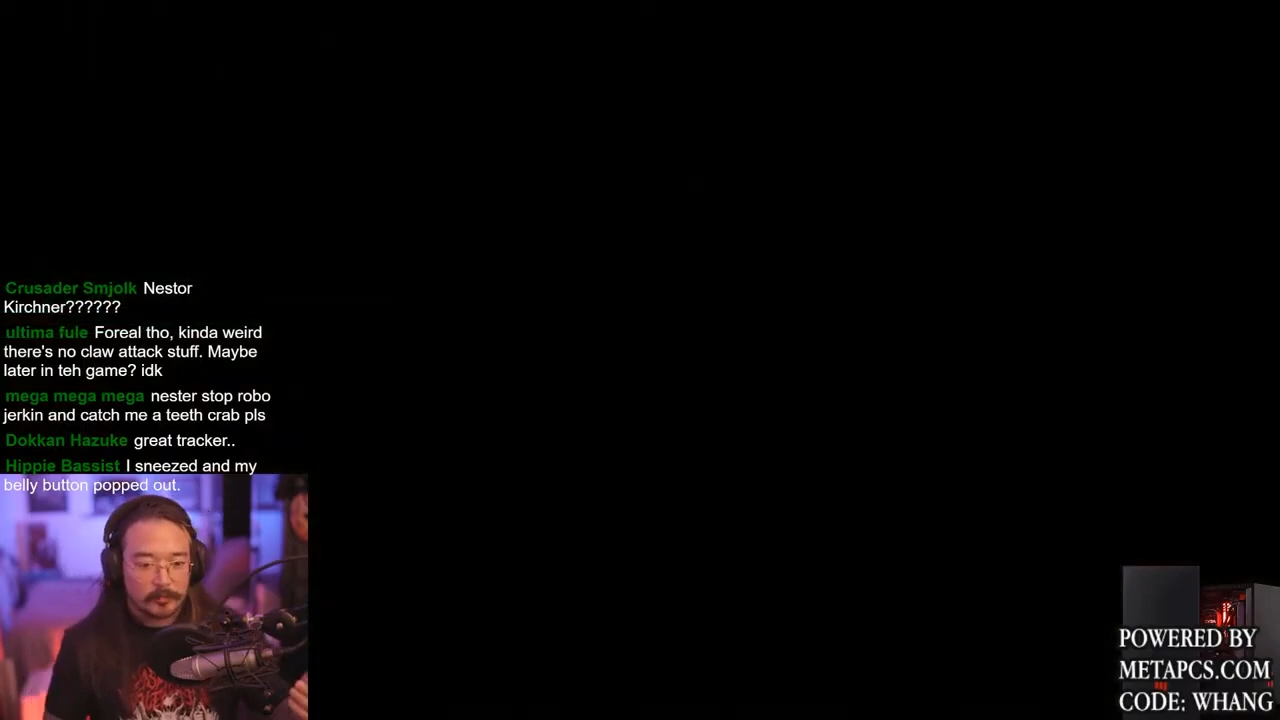 Crusader Smjolk Nestor
Kirchner??????
ultima fule Foreal tho, kinda weird
there's no claw attack stuff. Maybe
later in teh game? idk
mega mega mega nester stop robo
jerkin and catch me a teeth crab pls
Dokkan Hazuke great tracker..
Hippie Bassist I sneezed and my
belly button popped out.
POWERED BY
METAPCS.COM
CODE: WHANG